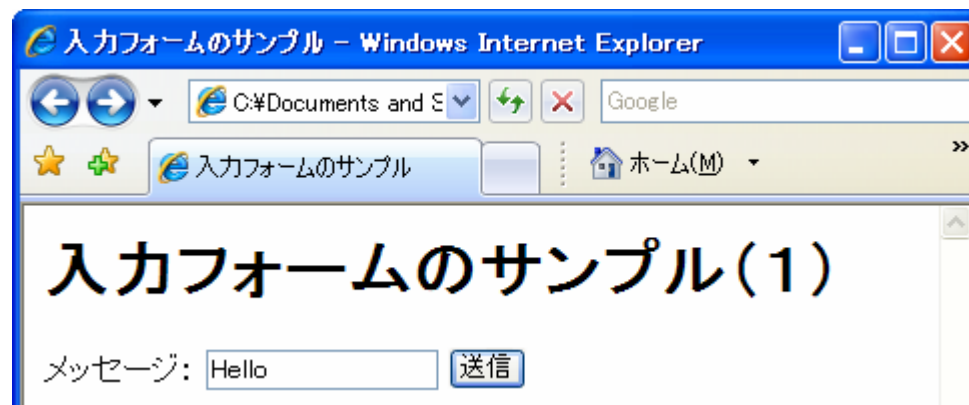 入力フォームのサンプル - Windows Internet Explorer
C:¥Documents and S Google
入力フォームのサンプル ホーム(M) »
入力フォームのサンプル(1)
メッセージ: Hello 送信